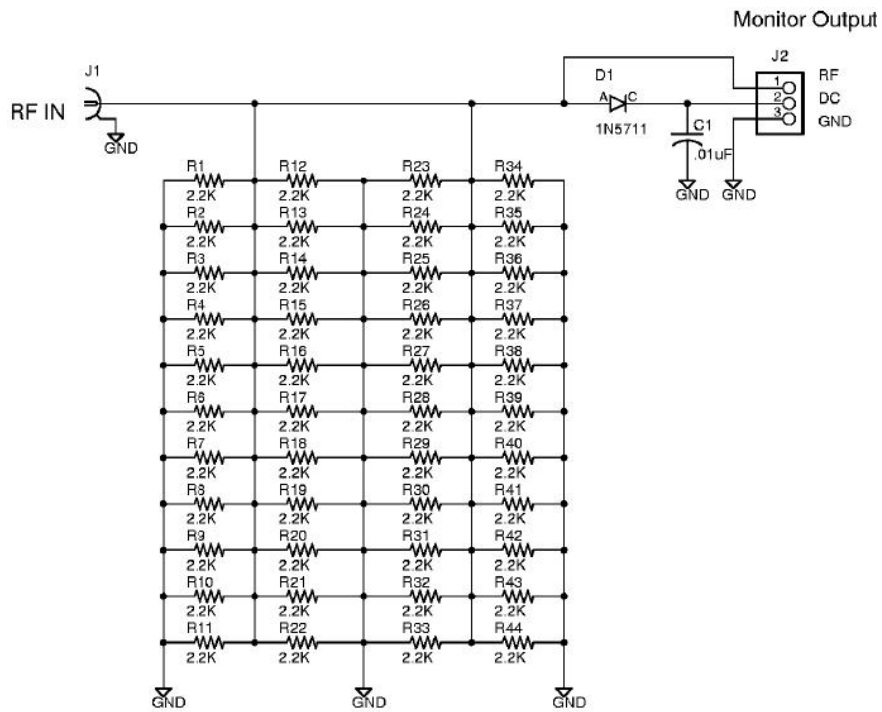 Monitor Output
J1
J2
D1
RF
RF IN
A
C
1
2
3
DC
GND
1N5711
C1
.01uF
GND
GND
GND
R1 R12 R23 R34
2.2K 2.2K 2.2K 2.2K
R2 R13 R24 R35
2.2K 2.2K 2.2K 2.2K
R3 R14 R25 R36
2.2K 2.2K 2.2K 2.2K
R4 R15 R26 R37
2.2K 2.2K 2.2K 2.2K
R5 R16 R27 R38
2.2K 2.2K 2.2K 2.2K
R6 R17 R28 R39
2.2K 2.2K 2.2K 2.2K
R7 R18 R29 R40
2.2K 2.2K 2.2K 2.2K
R8 R19 R30 R41
2.2K 2.2K 2.2K 2.2K
R9 R20 R31 R42
2.2K 2.2K 2.2K 2.2K
R10 R21 R32 R43
2.2K 2.2K 2.2K 2.2K
R11 R22 R33 R44
2.2K 2.2K 2.2K 2.2K
GND GND GND